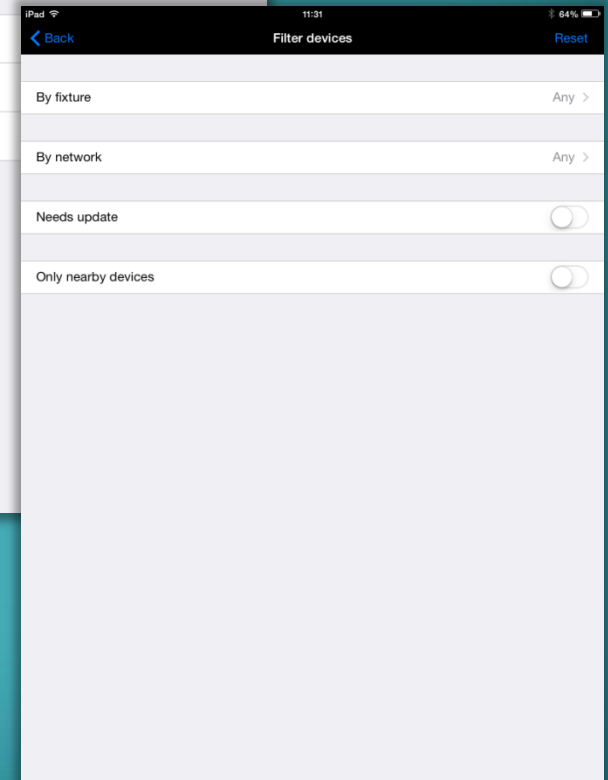 iPad 11:31 64%
Back Filter devices Reset
By fixture Any
By network Any
Needs update
Only nearby devices